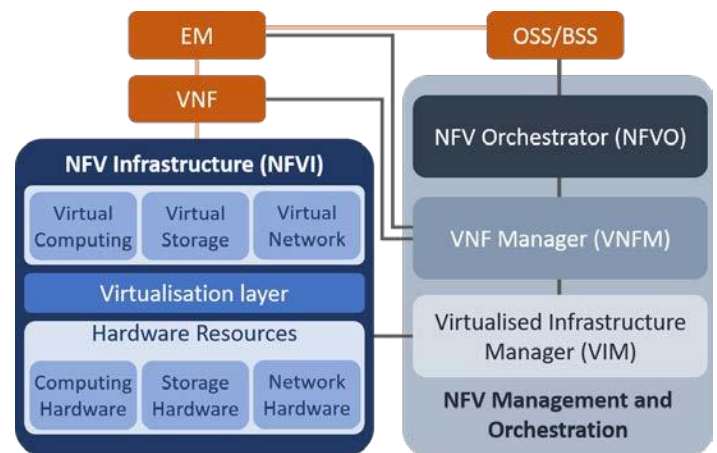 EM
OSS/BSS
VNF
NFV Infrastructure (NFVI)
Virtual
Computing
Virtual
Storage
Virtual
Network
Virtualisation layer
Hardware Resources
Computing
Hardware
Storage
Hardware
Network
Hardware
NFV Orchestrator (NFVO)
VNF Manager (VNFM)
Virtualised Infrastructure
Manager (VIM)
NFV Management and
Orchestration